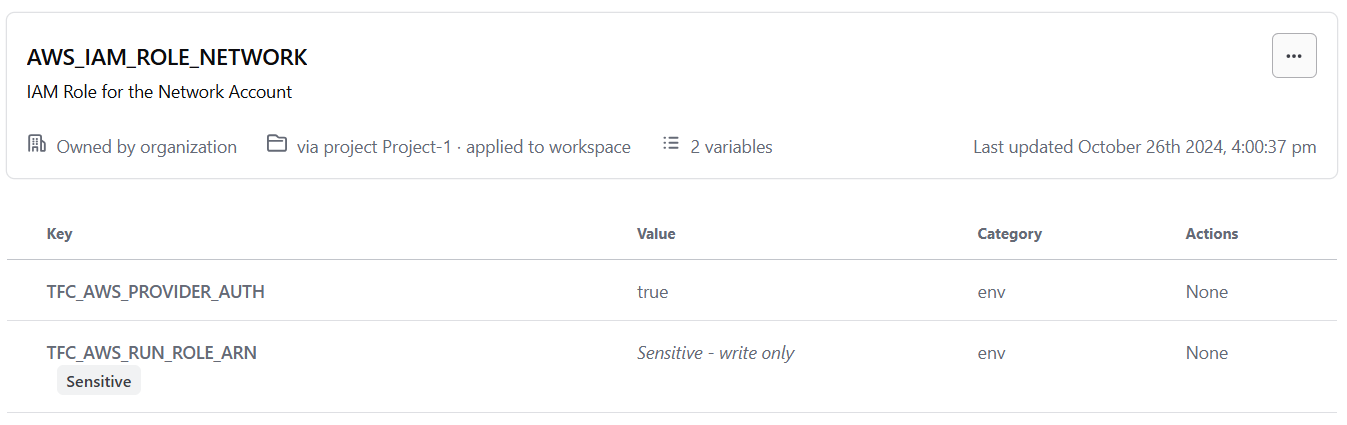 AWS_IAM_ROLE_NETWORK
IAM Role for the Network Account
Owned by organization via project Project-1 · applied to workspace 2 variables Last updated October 26th 2024, 4:00:37 pm
Key Value Category Actions
TFC_AWS_PROVIDER_AUTH true env None
TFC_AWS_RUN_ROLE_ARN Sensitive - write only env None
Sensitive